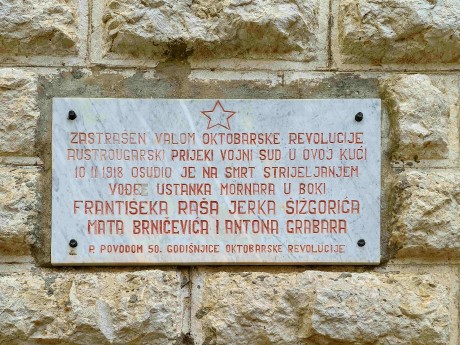 ZASTRAŠEN VALOM OKTOBARSKE REVOLUCIJE
AUSTROUGARSKI PRIJEKI VOJNI SUD U OVOJ KUĆI
10 II 1918 OSUDIO JE NA SMRT STRIJELJANJEM
VOĐE USTANKA MORNARA U BOKI
FRANTIŠEKA RAŠA JERKA ŠIŽGORIĆA
MATA BRNIČEVIĆA I ANTONA GRABARA
P. POVODOM 50. GODIŠNJICE OKTOBARSKE REVOLUCIJE